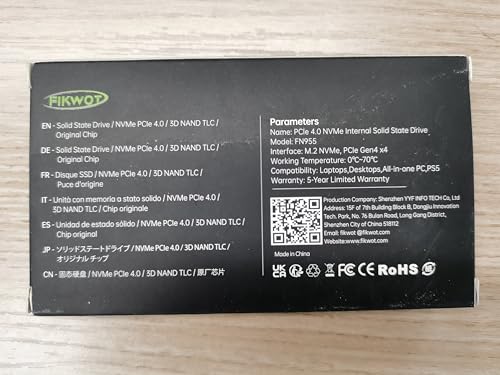 FIKWOT
EN - Solid State Drive / NVMe PCIe 4.0 / 3D NAND TLC /
Original Chip
DE - Solid State Drive / NVMe PCIe 4.0 / 3D NAND TLC /
Original Chip
FR - Disque SSD / NVMe PCIe 4.0 / 3D NAND TLC /
Puce d'origine
IT - Unità con memoria a stato solido / NVMe PCIe 4.0 /
3D NAND TLC / Chip originale
ES - Unidad de estado sólido / NVMe PCIe 4.0 / 3D NAND TLC /
Chip original
JP - ソリッドステートドライブ / NVMe PCIe 4.0 / 3D NAND TLC /
オリジナル チップ
CN - 固态硬盘 / NVMe PCIe 4.0 / 3D NAND TLC / 原厂芯片
Parameters
Name: PCIe 4.0 NVMe Internal Solid State Drive
Model: FN955
Interface: M.2 NVMe, PCIe Gen4 x4
Working Temperature: 0°C~70°C
Compatibility: Laptops,Desktops,All-in-one PC,PS5
Warranty: 5-Year Limited Warranty
Production Company: Shenzhen YYF INFO TECH Co, Ltd
Address: 15F of 7th Building Block B, Dongjiu Innovation
Tech. Park, No. 76 Bulan Road, Long Gang District,
Shenzhen City of China 518112
Email: fikwot @fikwot.com
Website:www.fikwot.com
Made in China
UK
CA
FC CE RoHS